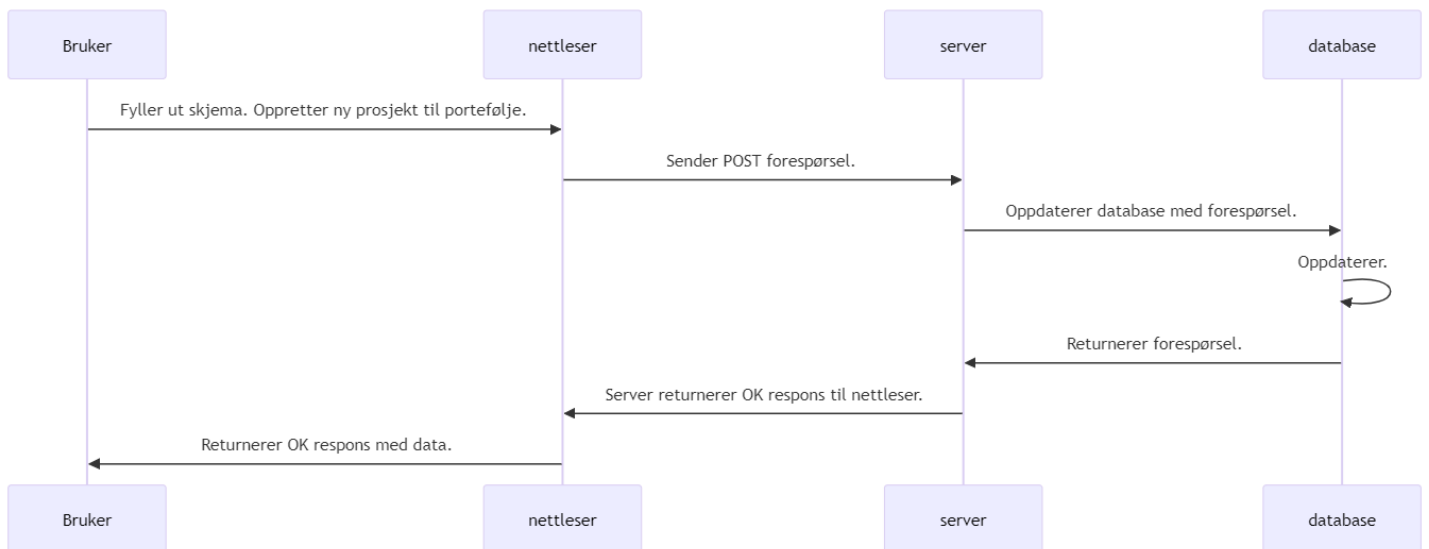 Bruker
nettleser
server
database
Fyller ut skjema. Oppretter ny prosjekt til portefølje.
Sender POST forespørsel.
Oppdaterer database med forespørsel.
Oppdaterer.
Returnerer forespørsel.
Server returnerer OK respons til nettleser.
Returnerer OK respons med data.
Bruker
nettleser
server
database